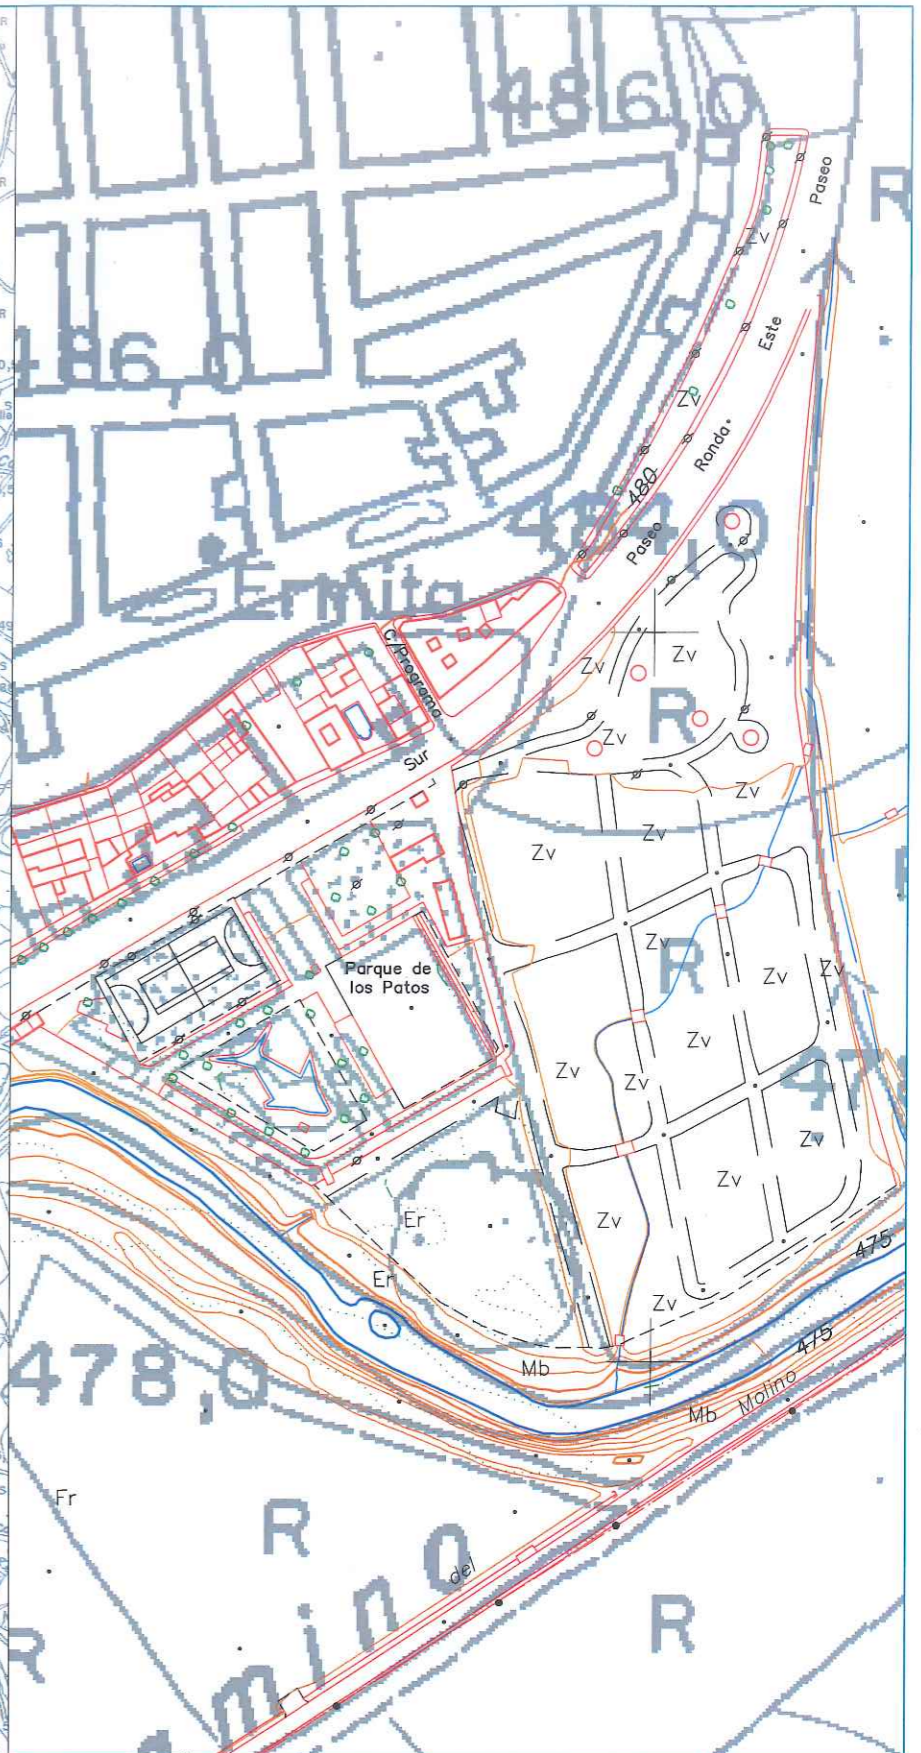 486,0
R
Paseo
Zv
Este
486,0
Zv
Ronda
480
484,0
Paseo
Ermita
C/Programa
Zv
Zv
R
Zv
Sur
Zv
Zv
Zv
Zv
R
Zv
Zv
Parque de
los Patos
Zv
Zv
Zv
47
Zv
Zv
Er
Zv
475
Er
Zv
475
Mb
478,0
Molino
Mb
Fr
R
del
R
R
mino